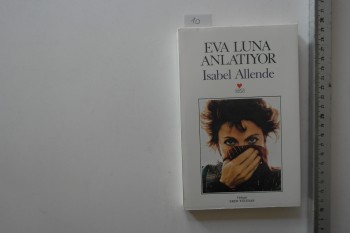 10
EVA LUNA
ANLATIYOR
Isabel Allende